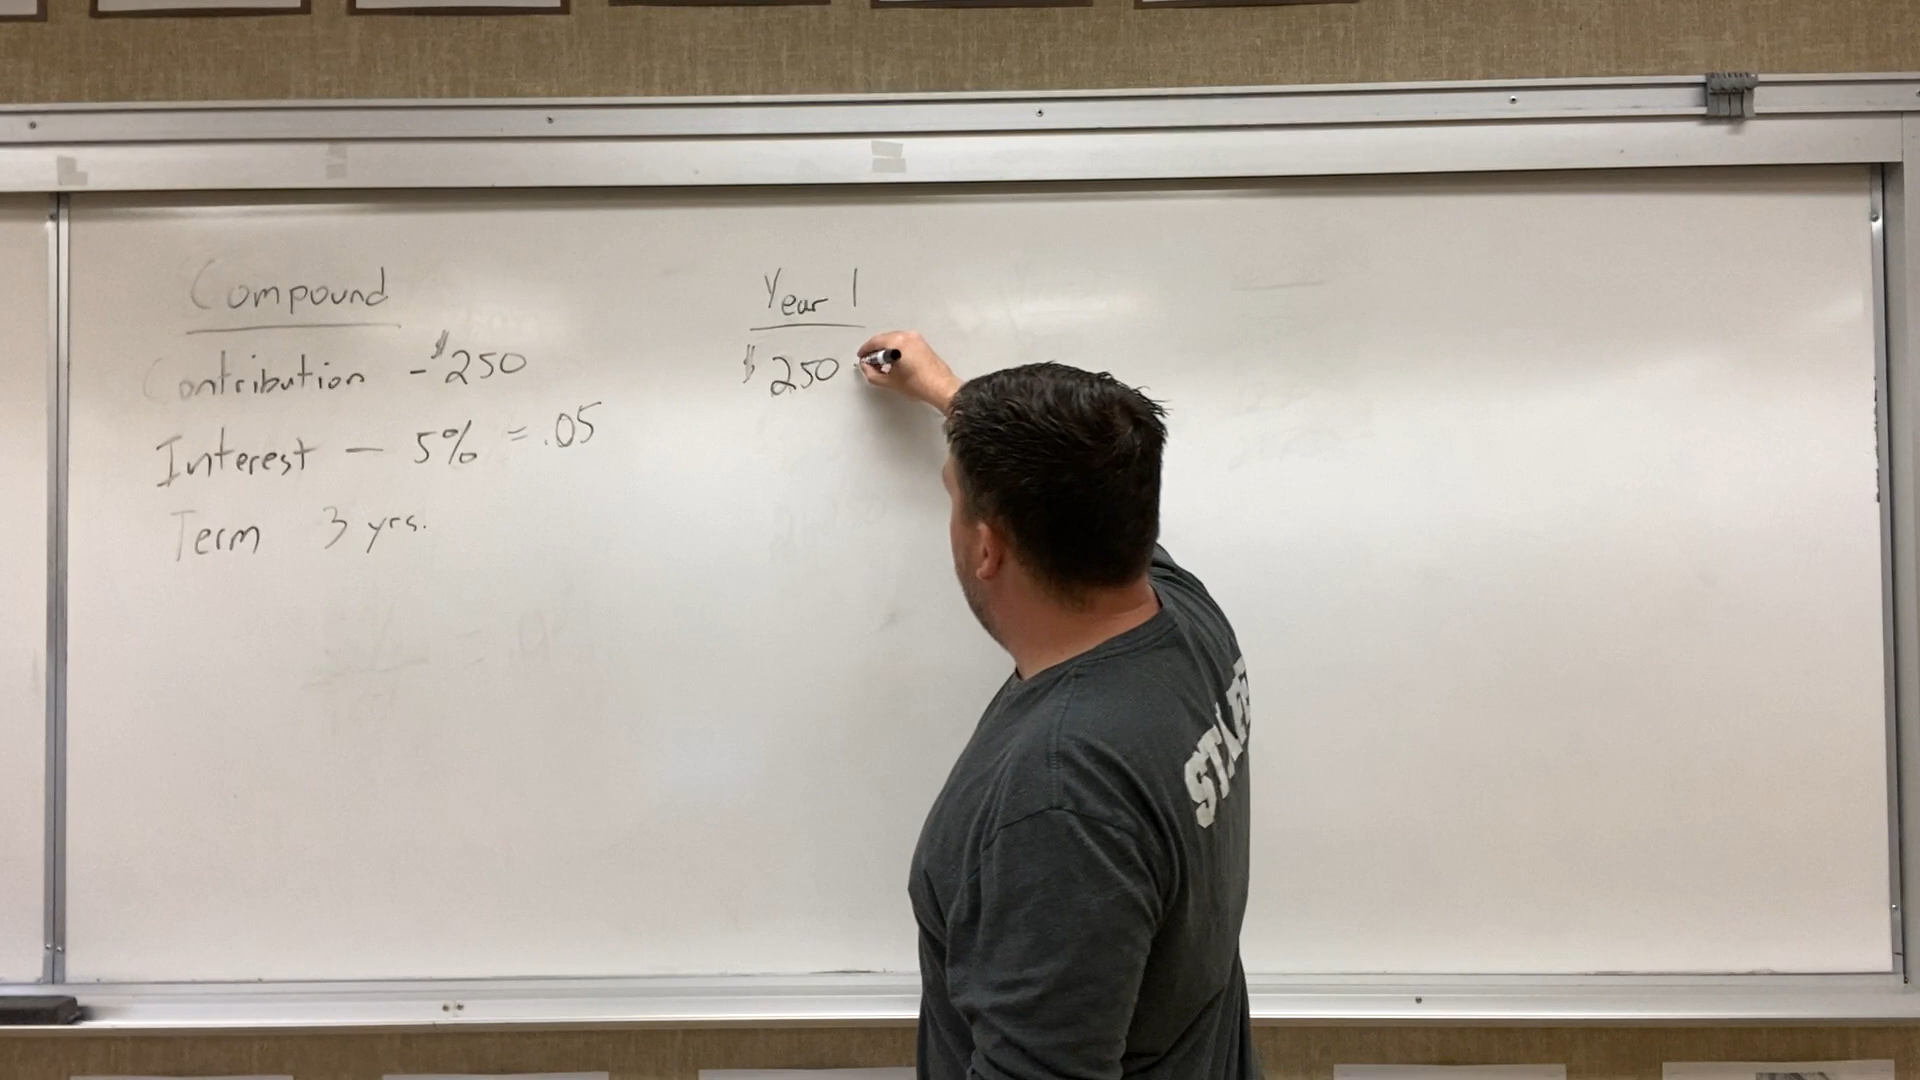 Compound
Contribution - $250
Interest - 5% = .05
Term 3 yrs.
Year 1
$250